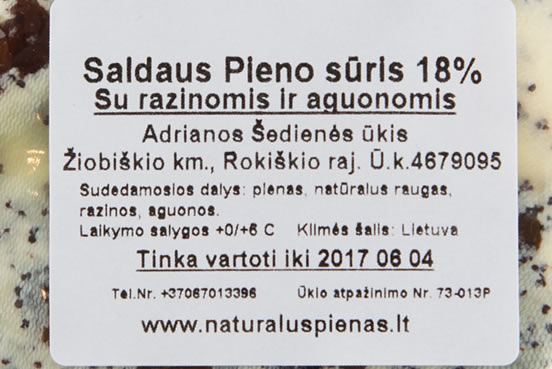 Saldaus Pieno sūris 18%
Su razinomis ir aguonomis
Adrianos Šedienės ūkis
Žiobiškio km., Rokiškio raj. Ū.k.4679095
Sudedamosios dalys: pienas, natūralus raugas,
razinos, aguonos.
Laikymo salygos +0/+6 C Kilmės šalis: Lietuva
Tinka vartoti iki 2017 06 04
Tel.Nr. +37067013396 Ūkio atpažinimo Nr. 73-013P
www.naturaluspienas.lt